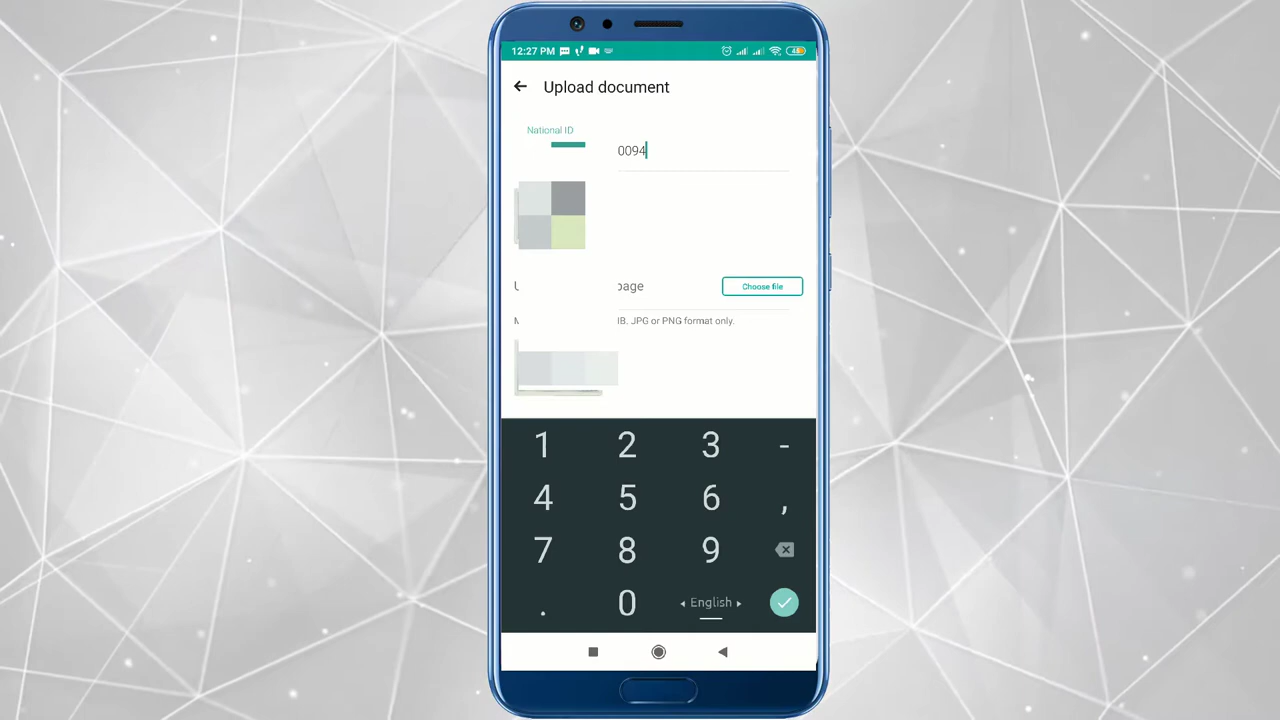 12:27 PM
Upload document
National ID
0094
page
Choose file
MB. JPG or PNG format only.
1 2 3 -
4 5 6 ,
7 8 9
. 0 English